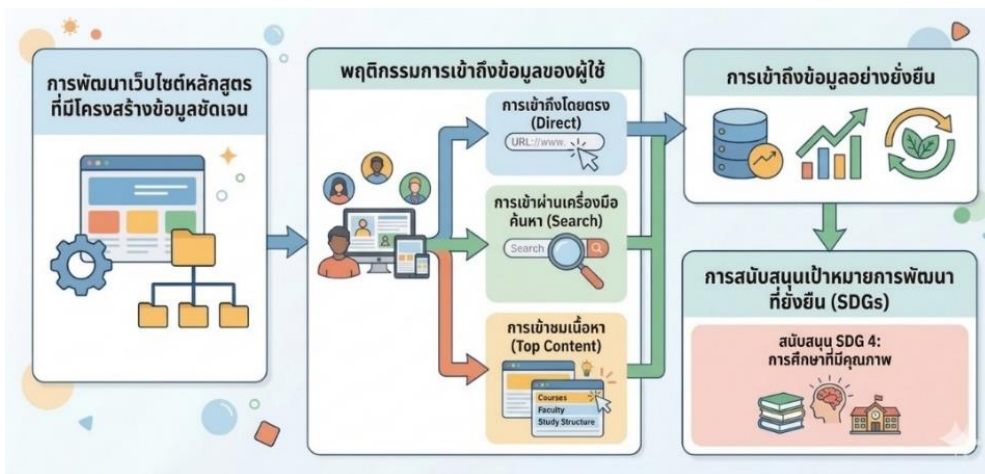 การพัฒนาเว็บไซต์หลักสูตร
ที่มีโครงสร้างข้อมูลชัดเจน
พฤติกรรมการเข้าถึงข้อมูลของผู้ใช้
การเข้าถึงโดยตรง
(Direct)
URL://www.
การเข้าผ่านเครื่องมือ
ค้นหา (Search)
Search
การเข้าชมเนื้อหา
(Top Content)
Courses
Faculty
Study Structure
การเข้าถึงข้อมูลอย่างยั่งยืน
การสนับสนุนเป้าหมายการพัฒนา
ที่ยั่งยืน (SDGs)
สนับสนุน SDG 4:
การศึกษาที่มีคุณภาพ